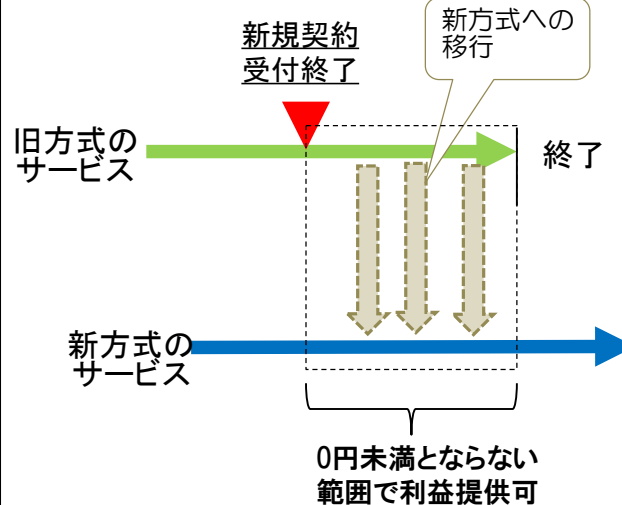 新方式への
移行
新規契約
受付終了
旧方式の
サービス
終了
新方式の
サービス
0円未満とならない
範囲で利益提供可